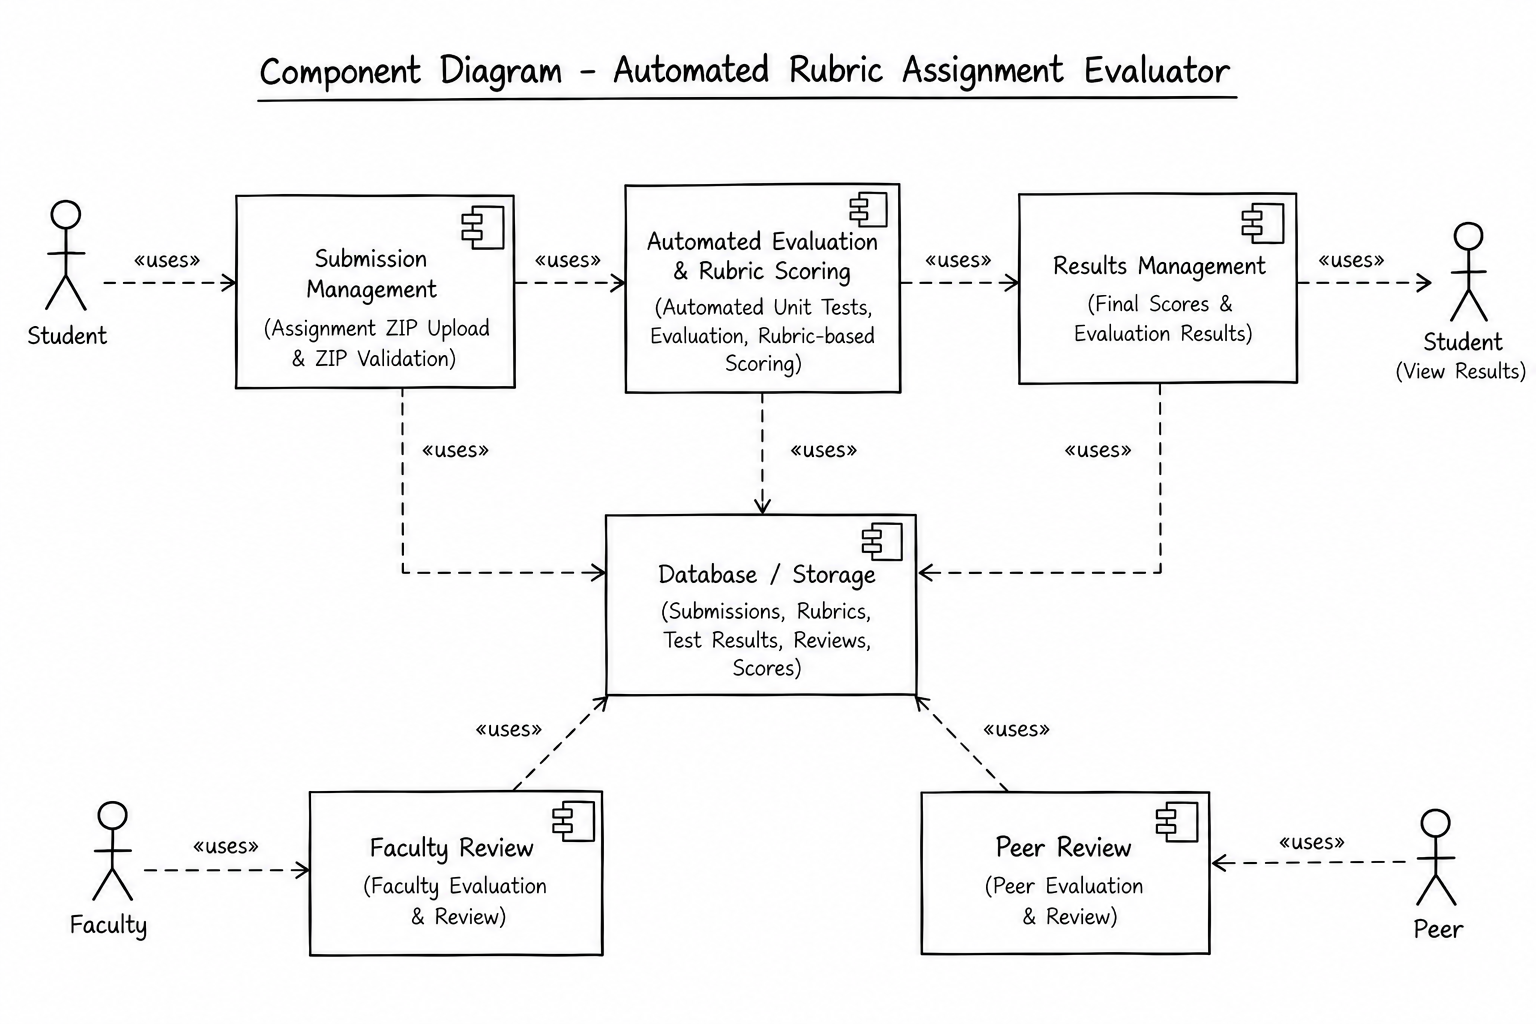 Component Diagram - Automated Rubric Assignment Evaluator
Student
«uses»
Submission
Management
(Assignment ZIP Upload
& ZIP Validation)
«uses»
Automated Evaluation
& Rubric Scoring
(Automated Unit Tests,
Evaluation, Rubric-based
Scoring)
«uses»
Results Management
(Final Scores &
Evaluation Results)
«uses»
Student
(View Results)
«uses»
«uses»
«uses»
Database / Storage
(Submissions, Rubrics,
Test Results, Reviews,
Scores)
«uses»
«uses»
Faculty
«uses»
Faculty Review
(Faculty Evaluation
& Review)
Peer Review
(Peer Evaluation
& Review)
«uses»
Peer